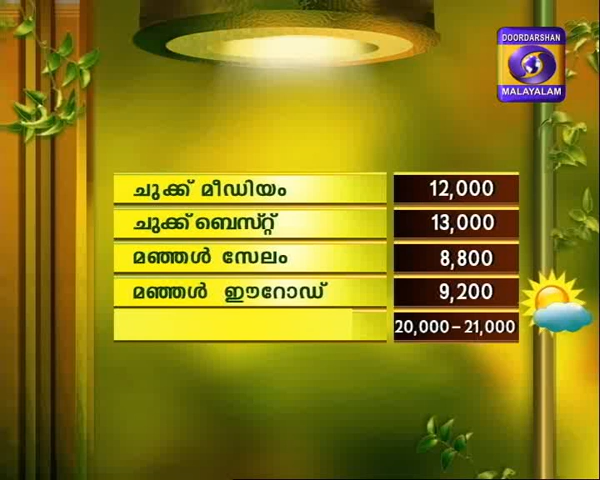 DOORDARSHAN
MALAYALAM
ചുക്ക് മീഡിയം 12,000
ചുക്ക് ബെസ്റ്റ് 13,000
മഞ്ഞൾ സേലം 8,800
മഞ്ഞൾ ഈറോഡ് 9,200
20,000 – 21,000